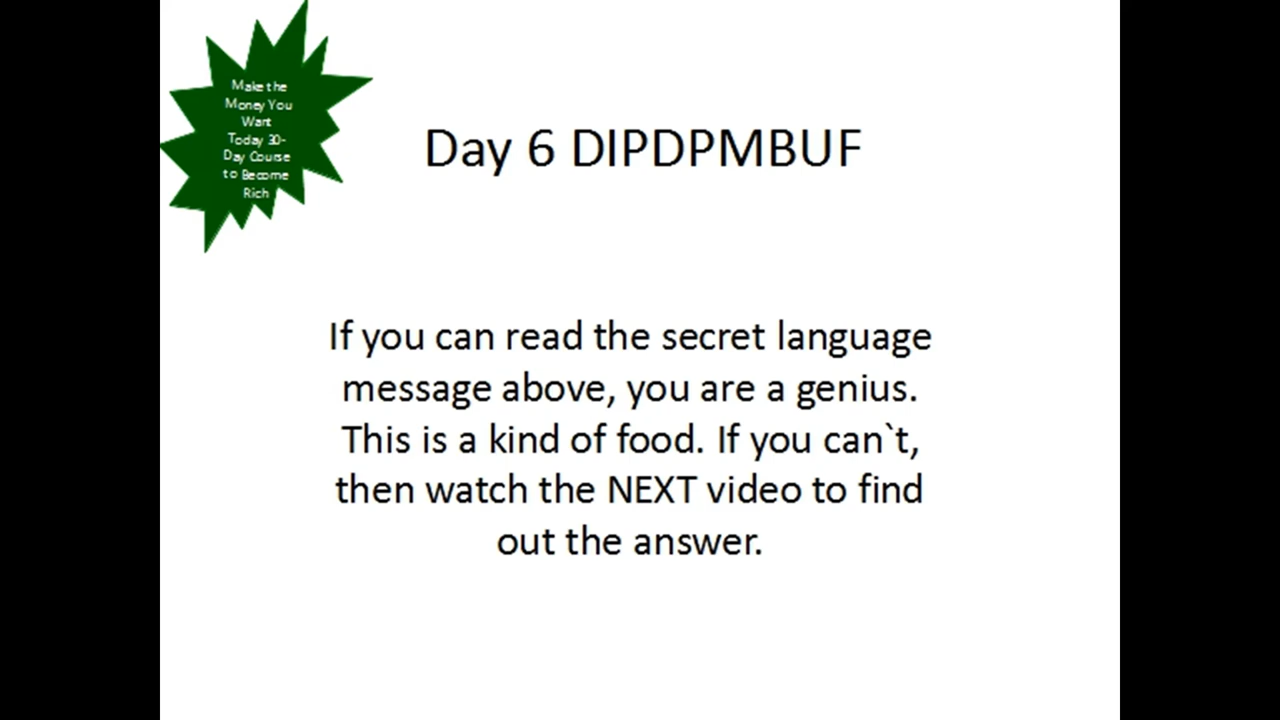 Make the
Money You
Want
Today 30-
Day Course
to Become
Rich
Day 6 DIPDPMBUF
If you can read the secret language
message above, you are a genius.
This is a kind of food. If you can`t,
then watch the NEXT video to find
out the answer.